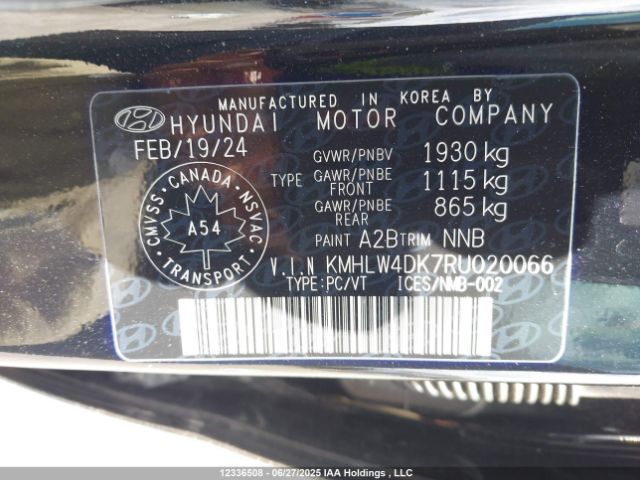 MANUFACTURED IN KOREA BY
HYUNDAI MOTOR COMPANY
FEB/19/24
GVWR/PNBV 1930 kg
TYPE GAWR/PNBE FRONT 1115 kg
GAWR/PNBE REAR 865 kg
CANADA
CMVSS NSVAC
A54
TRANSPORT
PAINT A2B TRIM NNB
V.I.N KMHLW4DK7RU020066
TYPE:PC/VT ICES/NMB-002
12336508 - 06/27/2025 IAA Holdings , LLC